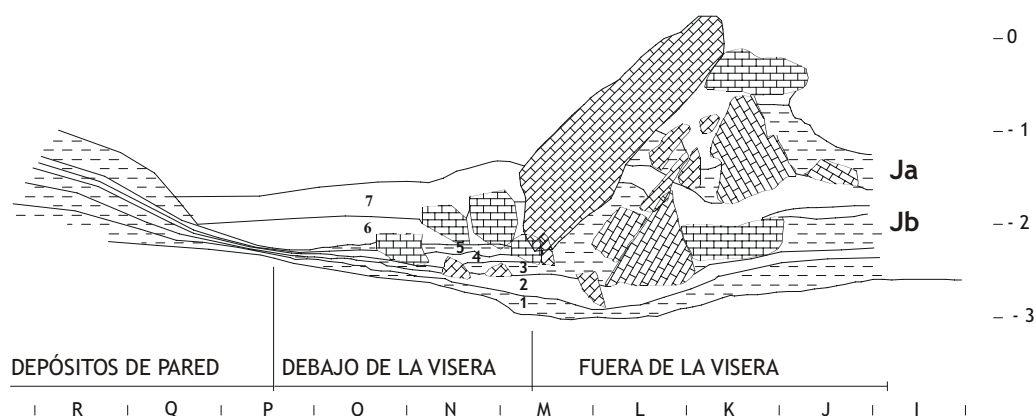 – 0
– - 1
Ja
7
Jb
– - 2
6
5
4
3
2
1
– - 3
DEPÓSITOS DE PARED DEBAJO DE LA VISERA FUERA DE LA VISERA
R Q P O N M L K J I